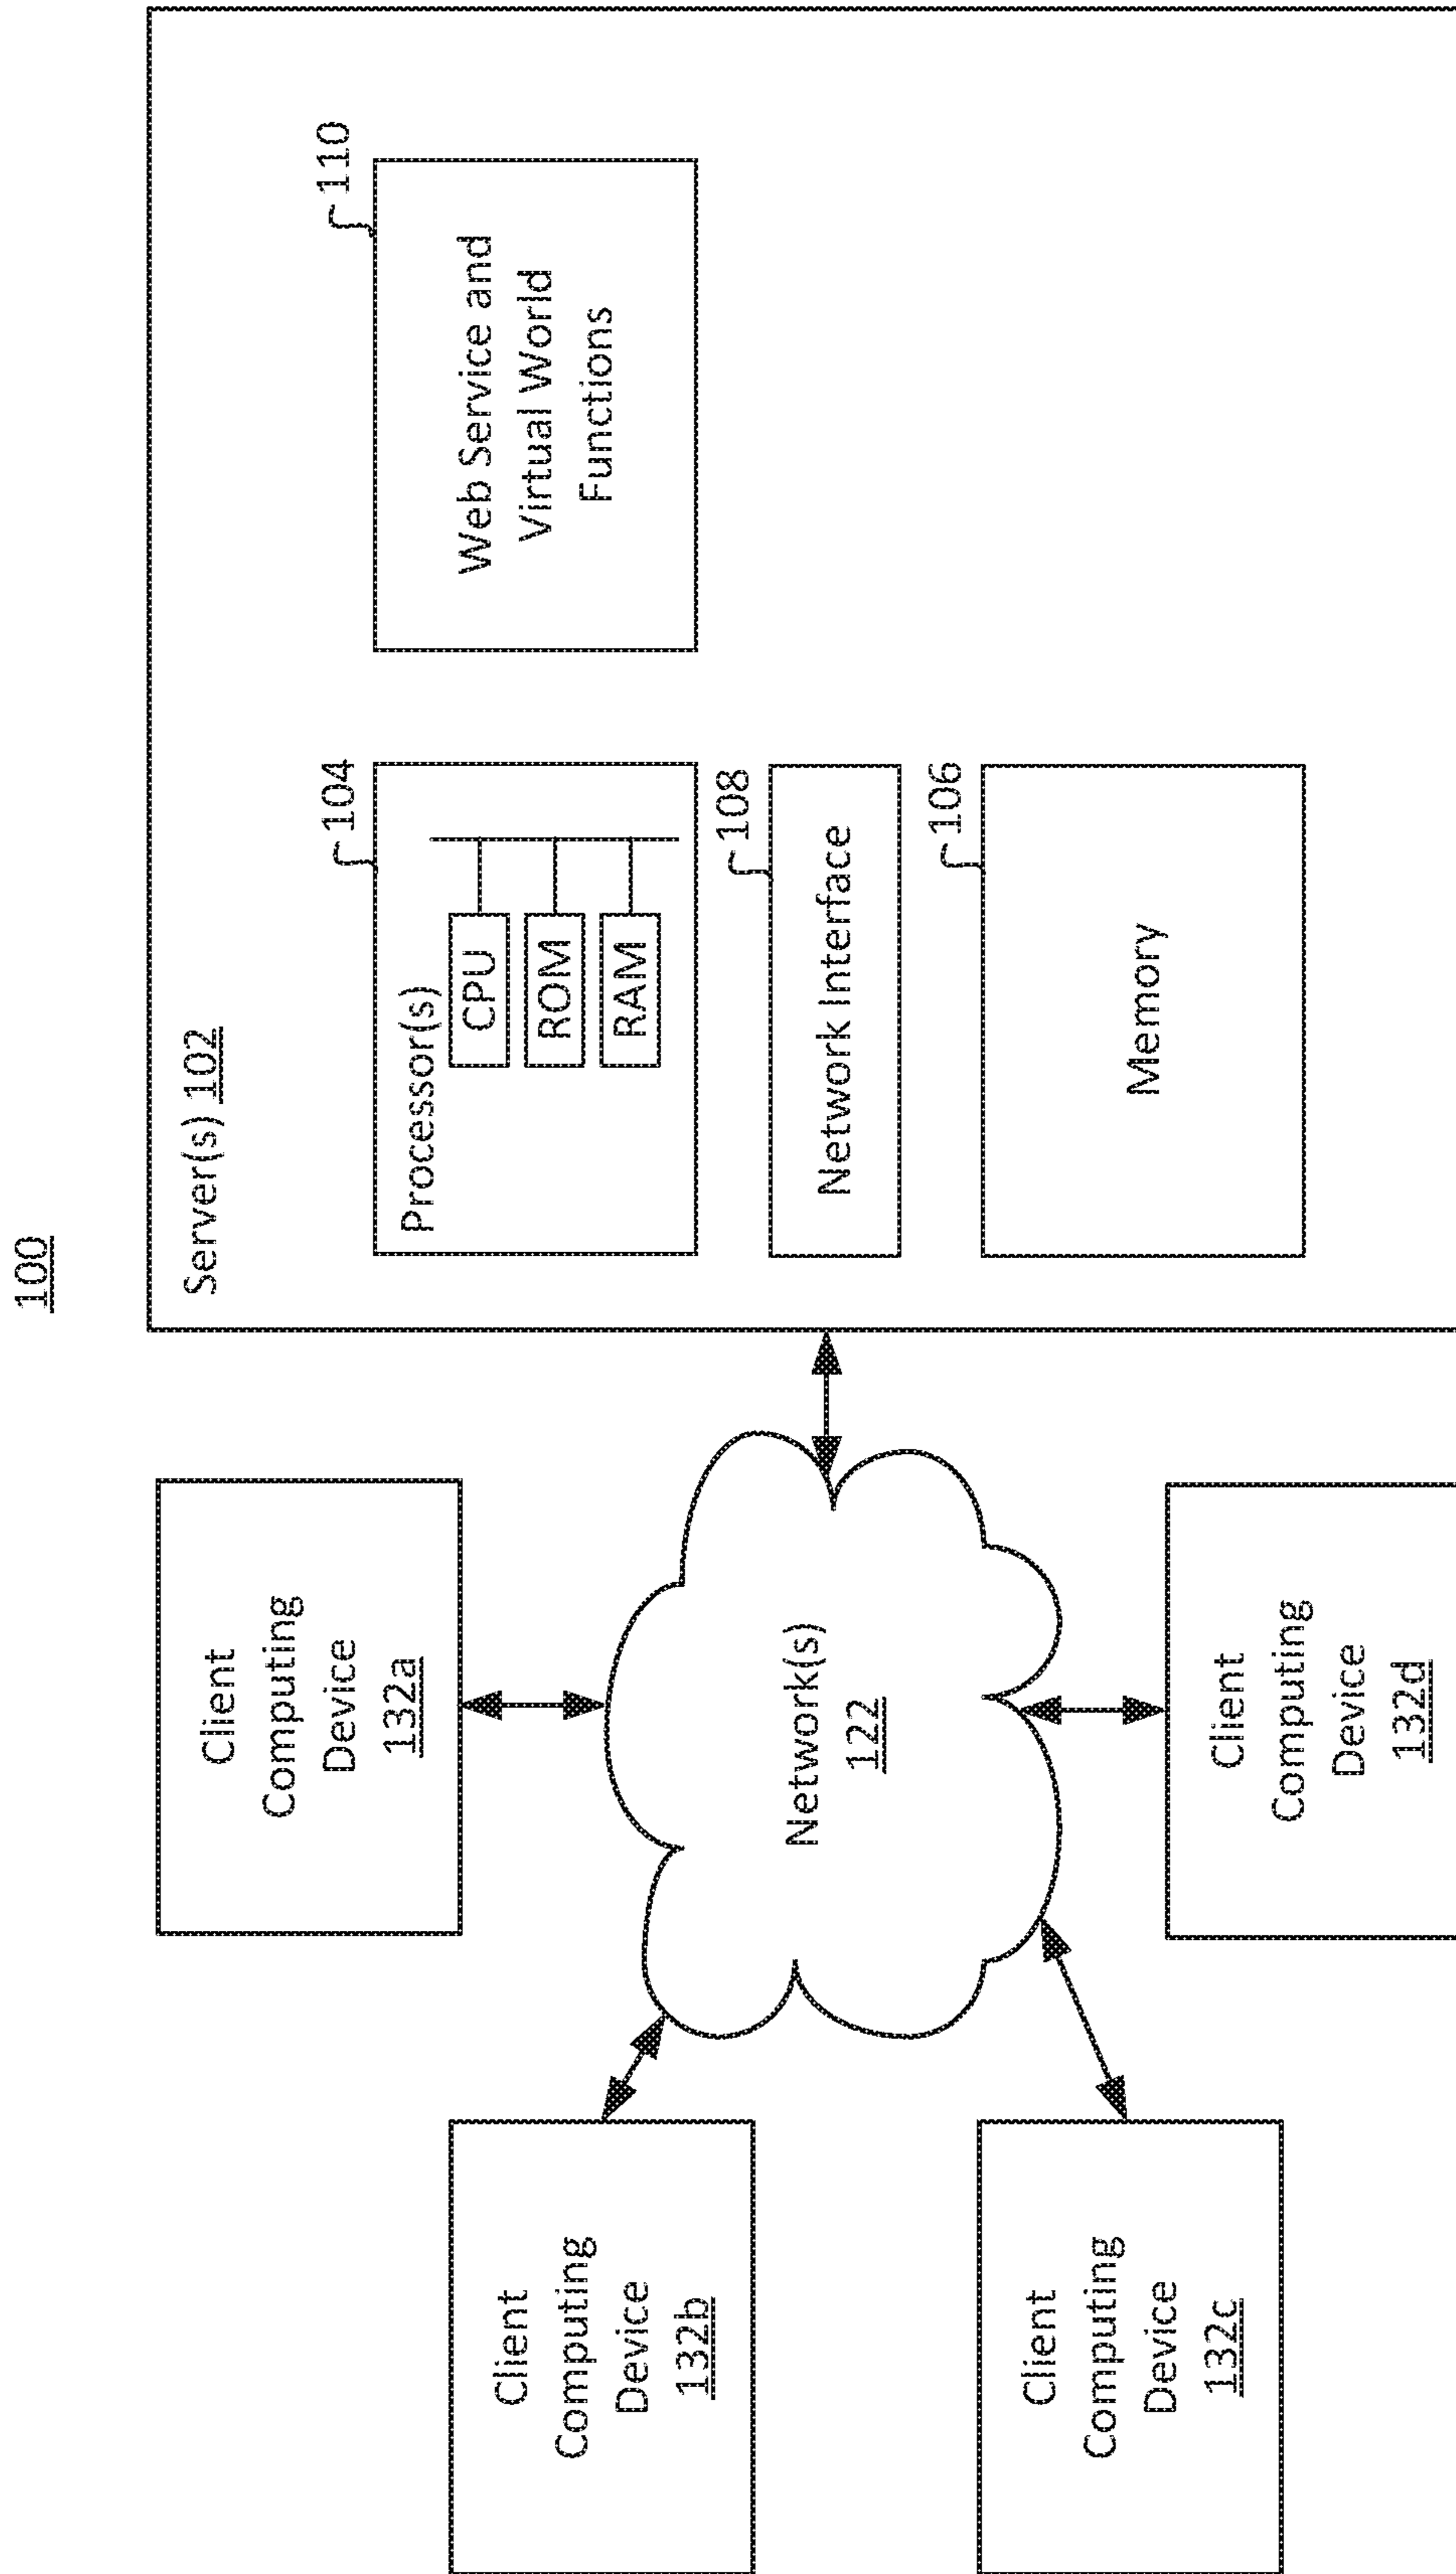 100
Client
Computing
Device
132a
Client
Computing
Device
132b
Network(s)
122
Client
Computing
Device
132c
Client
Computing
Device
132d
Server(s) 102
104
Processor(s)
CPU
ROM
RAM
108
Network Interface
106
Memory
110
Web Service and
Virtual World
Functions